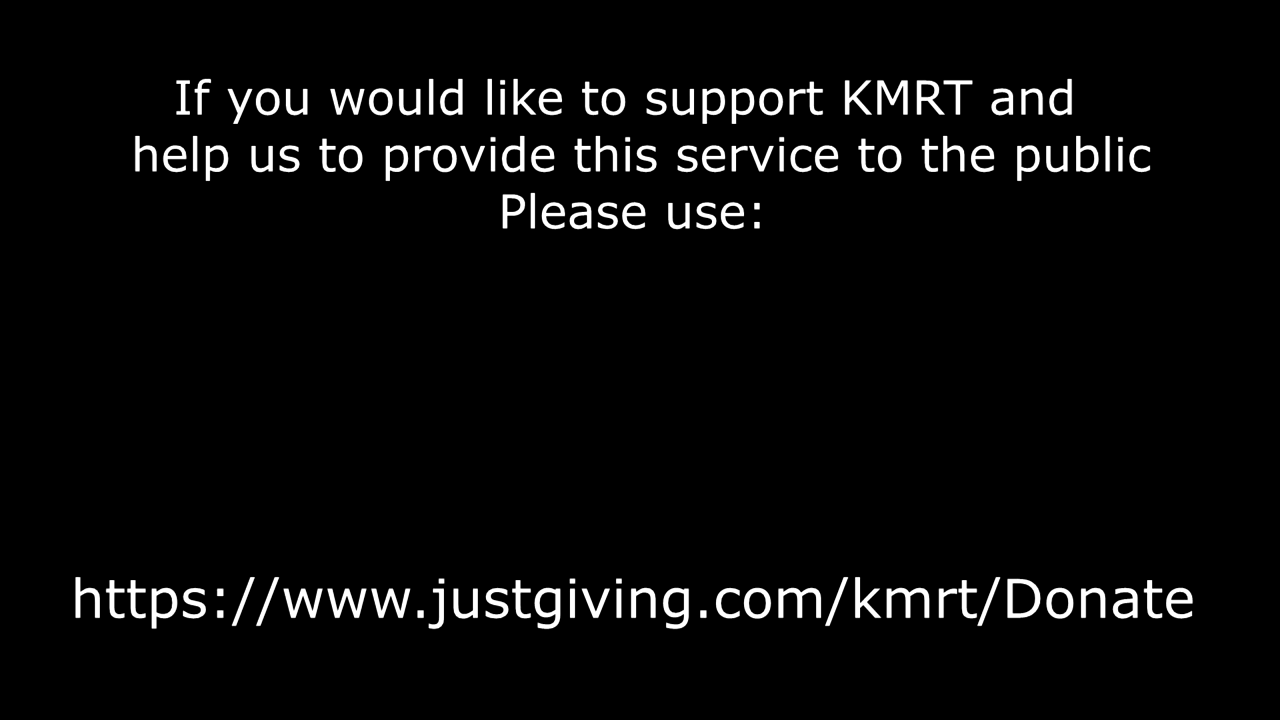 If you would like to support KMRT and
help us to provide this service to the public
Please use:
https://www.justgiving.com/kmrt/Donate